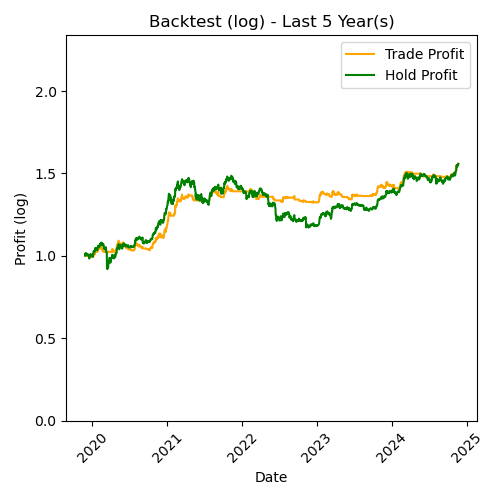 Backtest (log) - Last 5 Year(s)
Trade Profit
Hold Profit
Profit (log)
2.0
1.5
1.0
0.5
0.0
2020
2021
2022
2023
2024
2025
Date